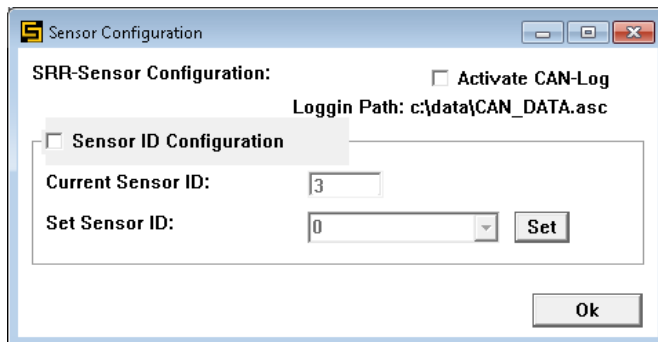 Sensor Configuration
SRR-Sensor Configuration:
Activate CAN-Log
Loggin Path: c:\data\CAN_DATA.asc
Sensor ID Configuration
Current Sensor ID: 3
Set Sensor ID: 0 Set
Ok